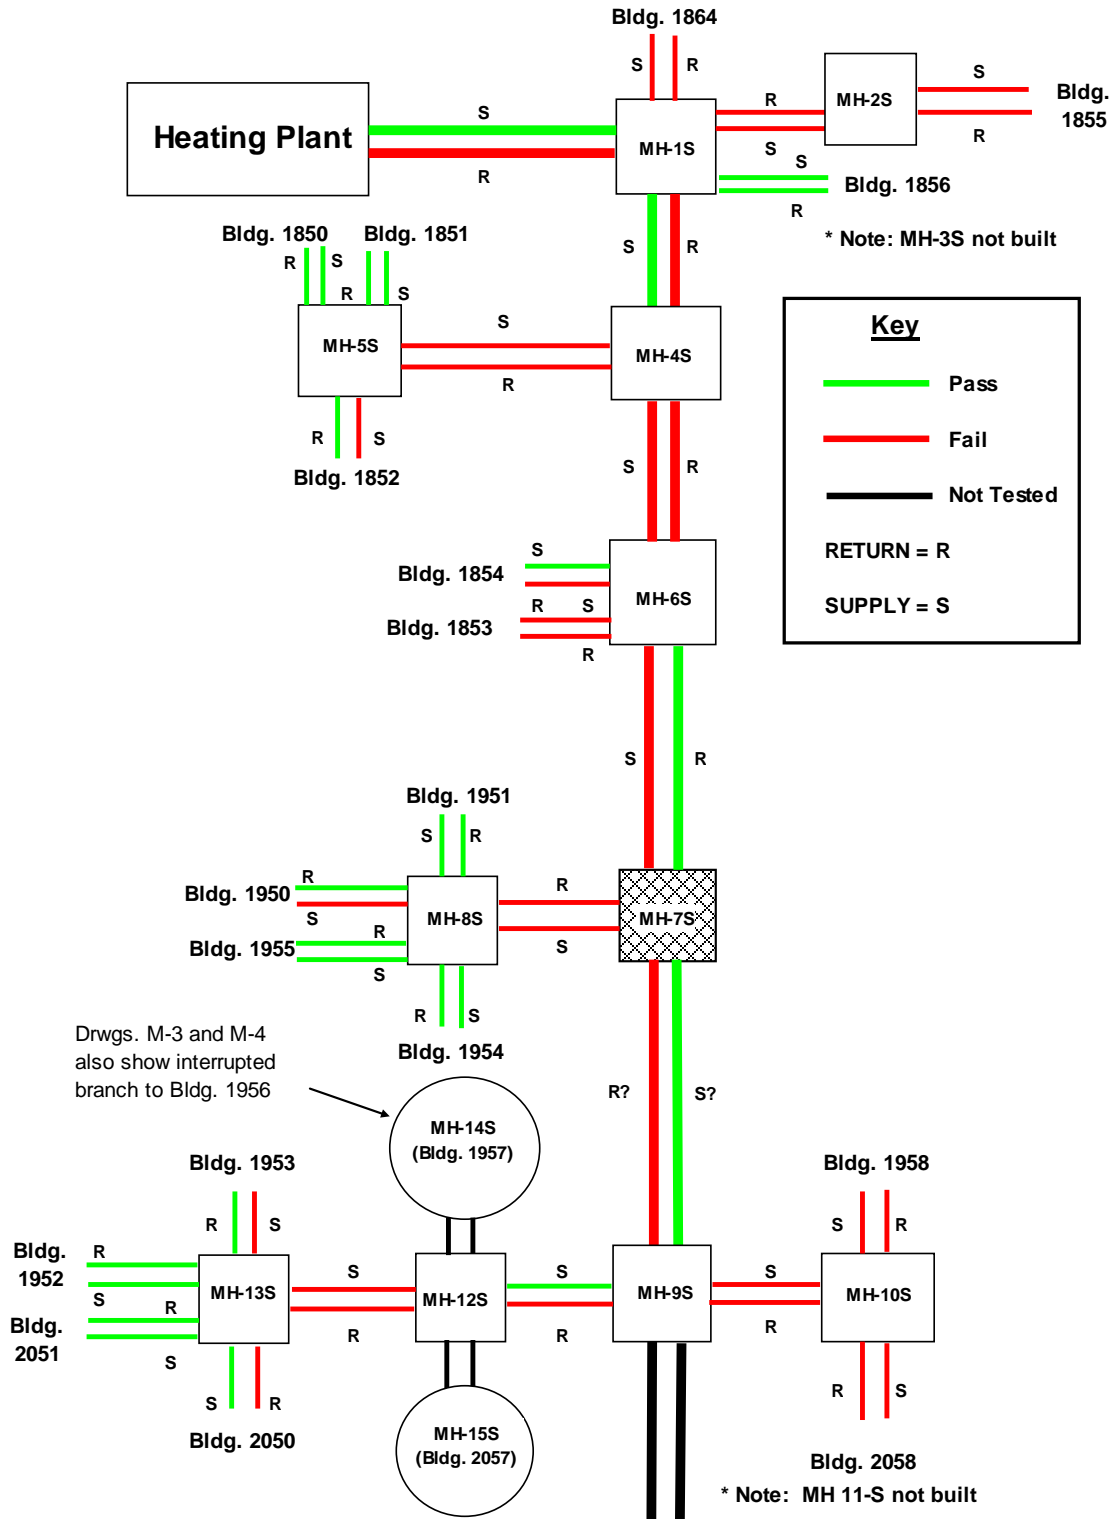 Bldg. 1864
S
R
Heating Plant
S
R
MH-1S
R
S
MH-2S
S
R
Bldg.
1855
S
R
Bldg. 1856
* Note: MH-3S not built
S
R
Bldg. 1850
Bldg. 1851
R
S
R
S
MH-5S
S
R
MH-4S
R
S
Bldg. 1852
Key
Pass
Fail
Not Tested
RETURN = R
SUPPLY = S
S
R
S
Bldg. 1854
R
S
Bldg. 1853
R
MH-6S
S
R
Bldg. 1951
S
R
R
Bldg. 1950
S
R
Bldg. 1955
S
MH-8S
R
S
MH-7S
R
S
Bldg. 1954
Drwgs. M-3 and M-4
also show interrupted
branch to Bldg. 1956
R?
S?
MH-14S
(Bldg. 1957)
Bldg. 1953
R
S
Bldg. 1958
S
R
Bldg.
1952
R
S
R
Bldg.
2051
S
MH-13S
S
R
MH-12S
S
R
MH-9S
S
R
MH-10S
S
R
Bldg. 2050
MH-15S
(Bldg. 2057)
R
S
Bldg. 2058
* Note: MH 11-S not built